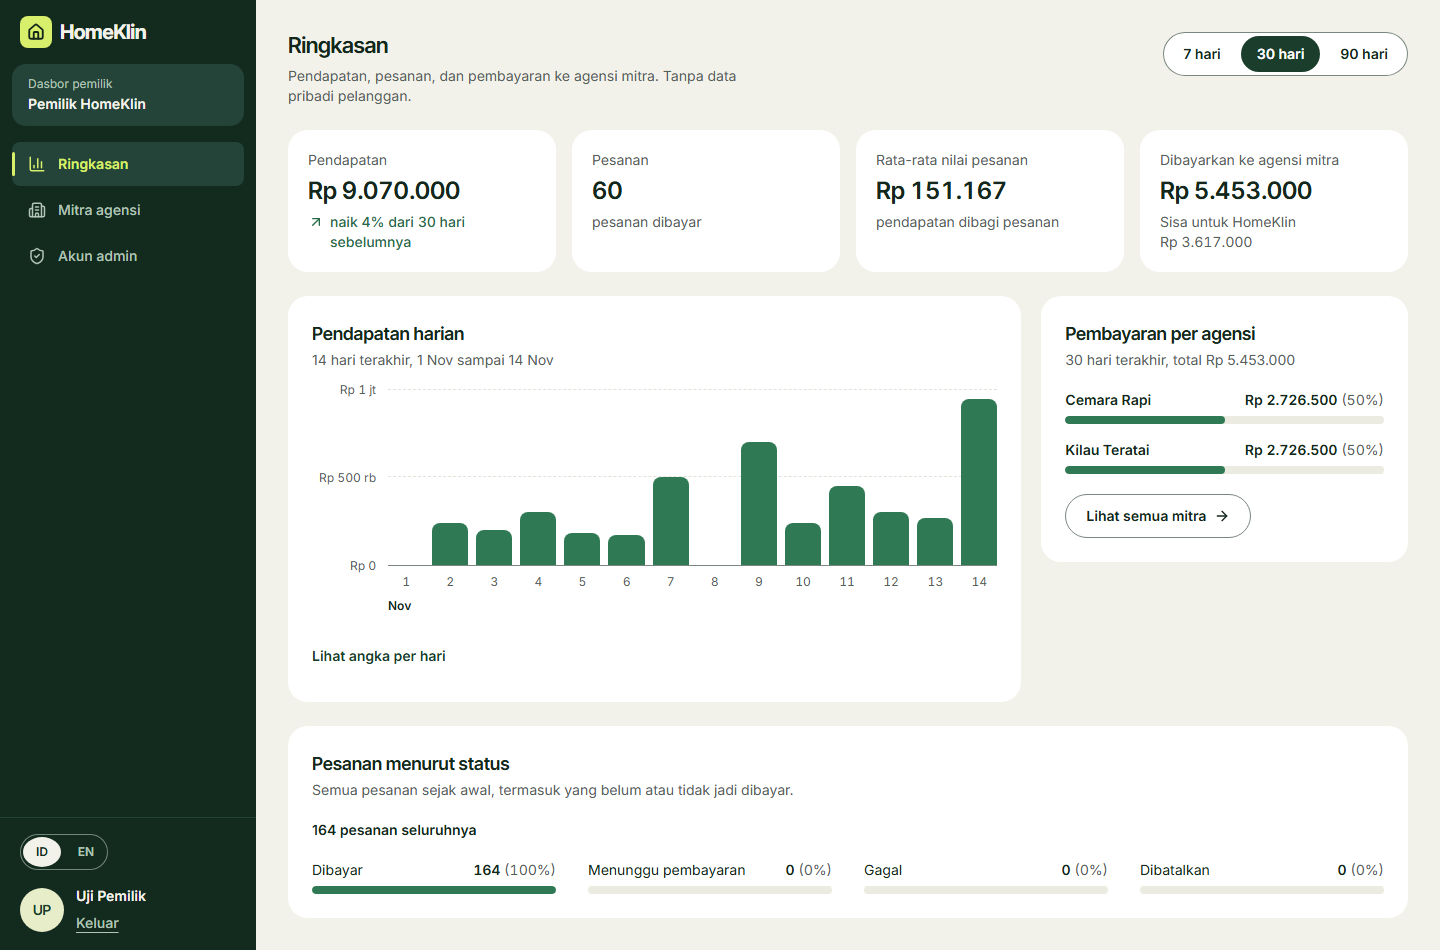 HomeKlin
Dasbor pemilik
Pemilik HomeKlin
Ringkasan
Mitra agensi
Akun admin
ID EN
UP
Uji Pemilik
Keluar
Ringkasan
Pendapatan, pesanan, dan pembayaran ke agensi mitra. Tanpa data
pribadi pelanggan.
7 hari 30 hari 90 hari
Pendapatan
Rp 9.070.000
naik 4% dari 30 hari
sebelumnya
Pesanan
60
pesanan dibayar
Rata-rata nilai pesanan
Rp 151.167
pendapatan dibagi pesanan
Dibayarkan ke agensi mitra
Rp 5.453.000
Sisa untuk HomeKlin
Rp 3.617.000
Pendapatan harian
14 hari terakhir, 1 Nov sampai 14 Nov
Rp 1 jt
Rp 500 rb
Rp 0
1 2 3 4 5 6 7 8 9 10 11 12 13 14
Nov
Lihat angka per hari
Pembayaran per agensi
30 hari terakhir, total Rp 5.453.000
Cemara Rapi Rp 2.726.500 (50%)
Kilau Teratai Rp 2.726.500 (50%)
Lihat semua mitra
Pesanan menurut status
Semua pesanan sejak awal, termasuk yang belum atau tidak jadi dibayar.
164 pesanan seluruhnya
Dibayar 164 (100%)
Menunggu pembayaran 0 (0%)
Gagal 0 (0%)
Dibatalkan 0 (0%)